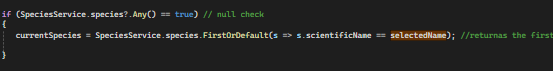 if (SpeciesService.species?.Any() == true) // null check
{
currentSpecies = SpeciesService.species.FirstOrDefault(s => s.scientificName == selectedName); //returnas the first